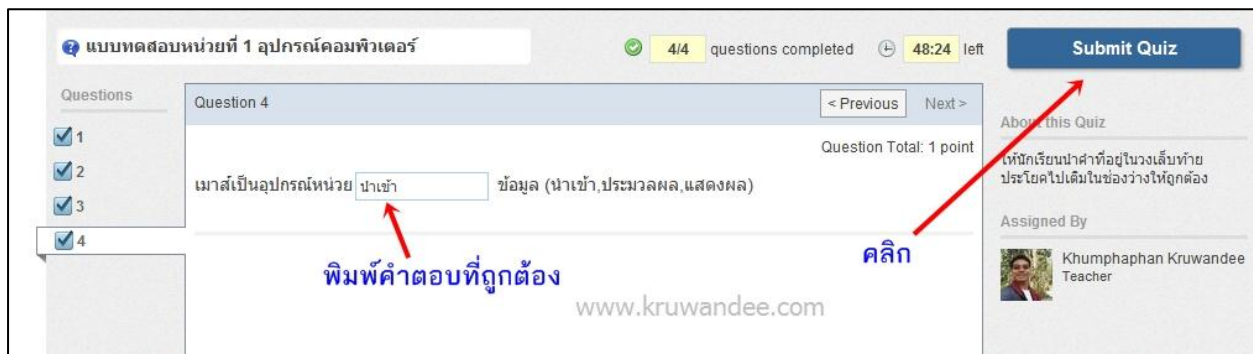 แบบทดสอบหน่วยที่ 1 อุปกรณ์คอมพิวเตอร์
4/4 questions completed 48:24 left
Submit Quiz
Questions
1
2
3
4
Question 4
< Previous Next >
Question Total: 1 point
เมาส์เป็นอุปกรณ์หน่วย นำเข้า ข้อมูล (นำเข้า,ประมวลผล,แสดงผล)
พิมพ์คำตอบที่ถูกต้อง
คลิก
www.kruwandee.com
About this Quiz
ให้นักเรียนนำคำที่อยู่ในวงเล็บท้าย
ประโยคไปเติมในช่องว่างให้ถูกต้อง
Assigned By
Khumphaphan Kruwandee
Teacher